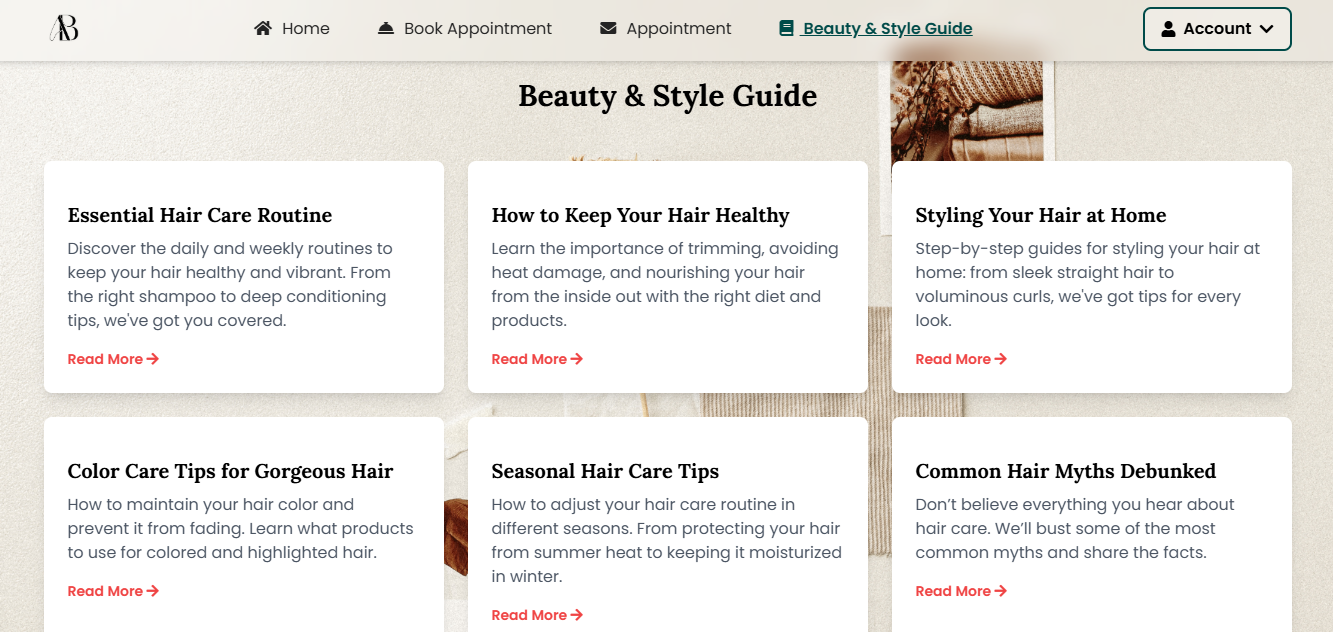 AB
Home
Book Appointment
Appointment
Beauty & Style Guide
Account
Beauty & Style Guide
Essential Hair Care Routine
Discover the daily and weekly routines to
keep your hair healthy and vibrant. From
the right shampoo to deep conditioning
tips, we've got you covered.
Read More
How to Keep Your Hair Healthy
Learn the importance of trimming, avoiding
heat damage, and nourishing your hair
from the inside out with the right diet and
products.
Read More
Styling Your Hair at Home
Step-by-step guides for styling your hair at
home: from sleek straight hair to
voluminous curls, we've got tips for every
look.
Read More
Color Care Tips for Gorgeous Hair
How to maintain your hair color and
prevent it from fading. Learn what products
to use for colored and highlighted hair.
Read More
Seasonal Hair Care Tips
How to adjust your hair care routine in
different seasons. From protecting your hair
from summer heat to keeping it moisturized
in winter.
Read More
Common Hair Myths Debunked
Don’t believe everything you hear about
hair care. We’ll bust some of the most
common myths and share the facts.
Read More